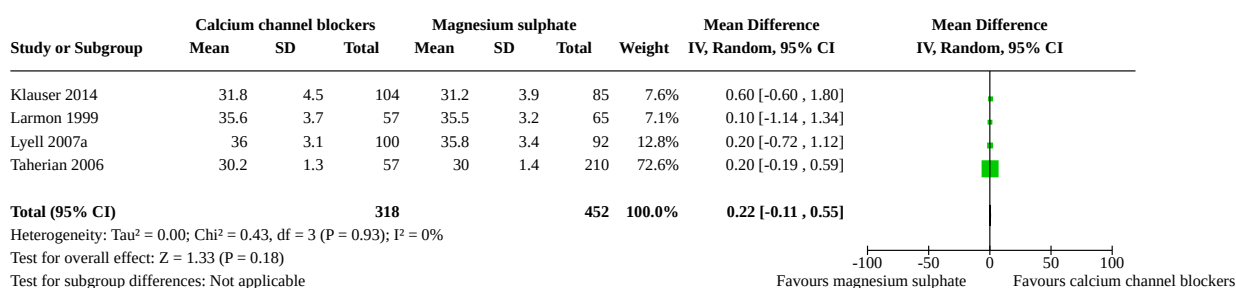 Calcium channel blockers Magnesium sulphate Mean Difference Mean Difference
Study or Subgroup Mean SD Total Mean SD Total Weight IV, Random, 95% CI IV, Random, 95% CI
Klauser 2014 31.8 4.5 104 31.2 3.9 85 7.6% 0.60 [-0.60 , 1.80]
Larmon 1999 35.6 3.7 57 35.5 3.2 65 7.1% 0.10 [-1.14 , 1.34]
Lyell 2007a 36 3.1 100 35.8 3.4 92 12.8% 0.20 [-0.72 , 1.12]
Taherian 2006 30.2 1.3 57 30 1.4 210 72.6% 0.20 [-0.19 , 0.59]
Total (95% CI) 318 452 100.0% 0.22 [-0.11 , 0.55]
Heterogeneity: Tau² = 0.00; Chi² = 0.43, df = 3 (P = 0.93); I² = 0%
Test for overall effect: Z = 1.33 (P = 0.18) -100 -50 0 50 100
Test for subgroup differences: Not applicable Favours magnesium sulphate Favours calcium channel blockers